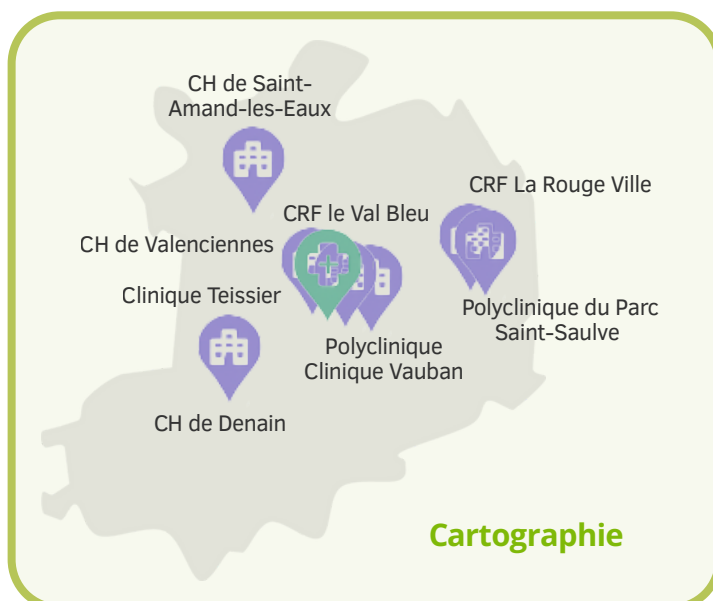 CH de Saint-
Amand-les-Eaux
CRF La Rouge Ville
CRF le Val Bleu
CH de Valenciennes
Clinique Teissier
Polyclinique du Parc
Saint-Saulve
Polyclinique
Clinique Vauban
CH de Denain
Cartographie